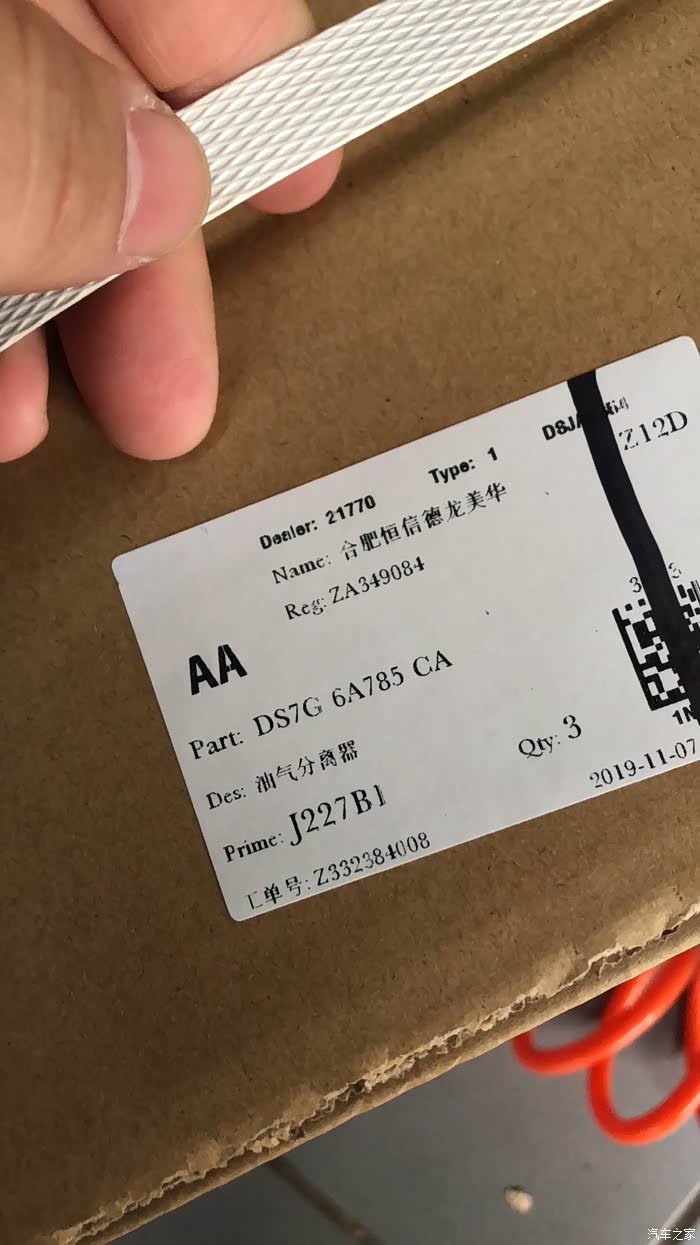 Dealer: 21770 Type: 1
Z12D
Name: 合肥恒信德龙美华
Reg: ZA349084
AA
Part: DS7G 6A785 CA
Des: 油气分离器
Qty: 3
Prime: J227B1
2019-11-07
工单号: Z332384008
汽车之家